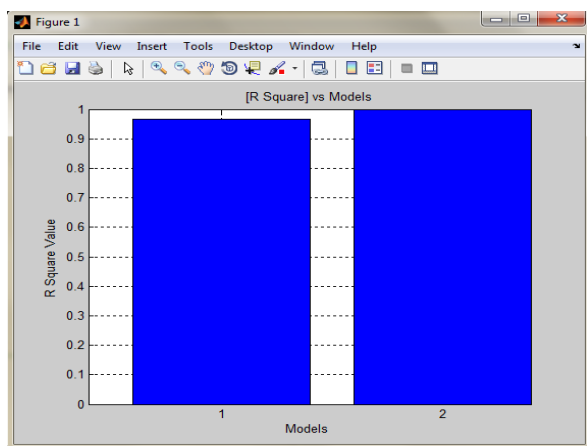 Figure 1
File Edit View Insert Tools Desktop Window Help
[R Square] vs Models
1
0.9
0.8
0.7
0.6
0.5
0.4
0.3
0.2
0.1
0
R Square Value
1 2
Models